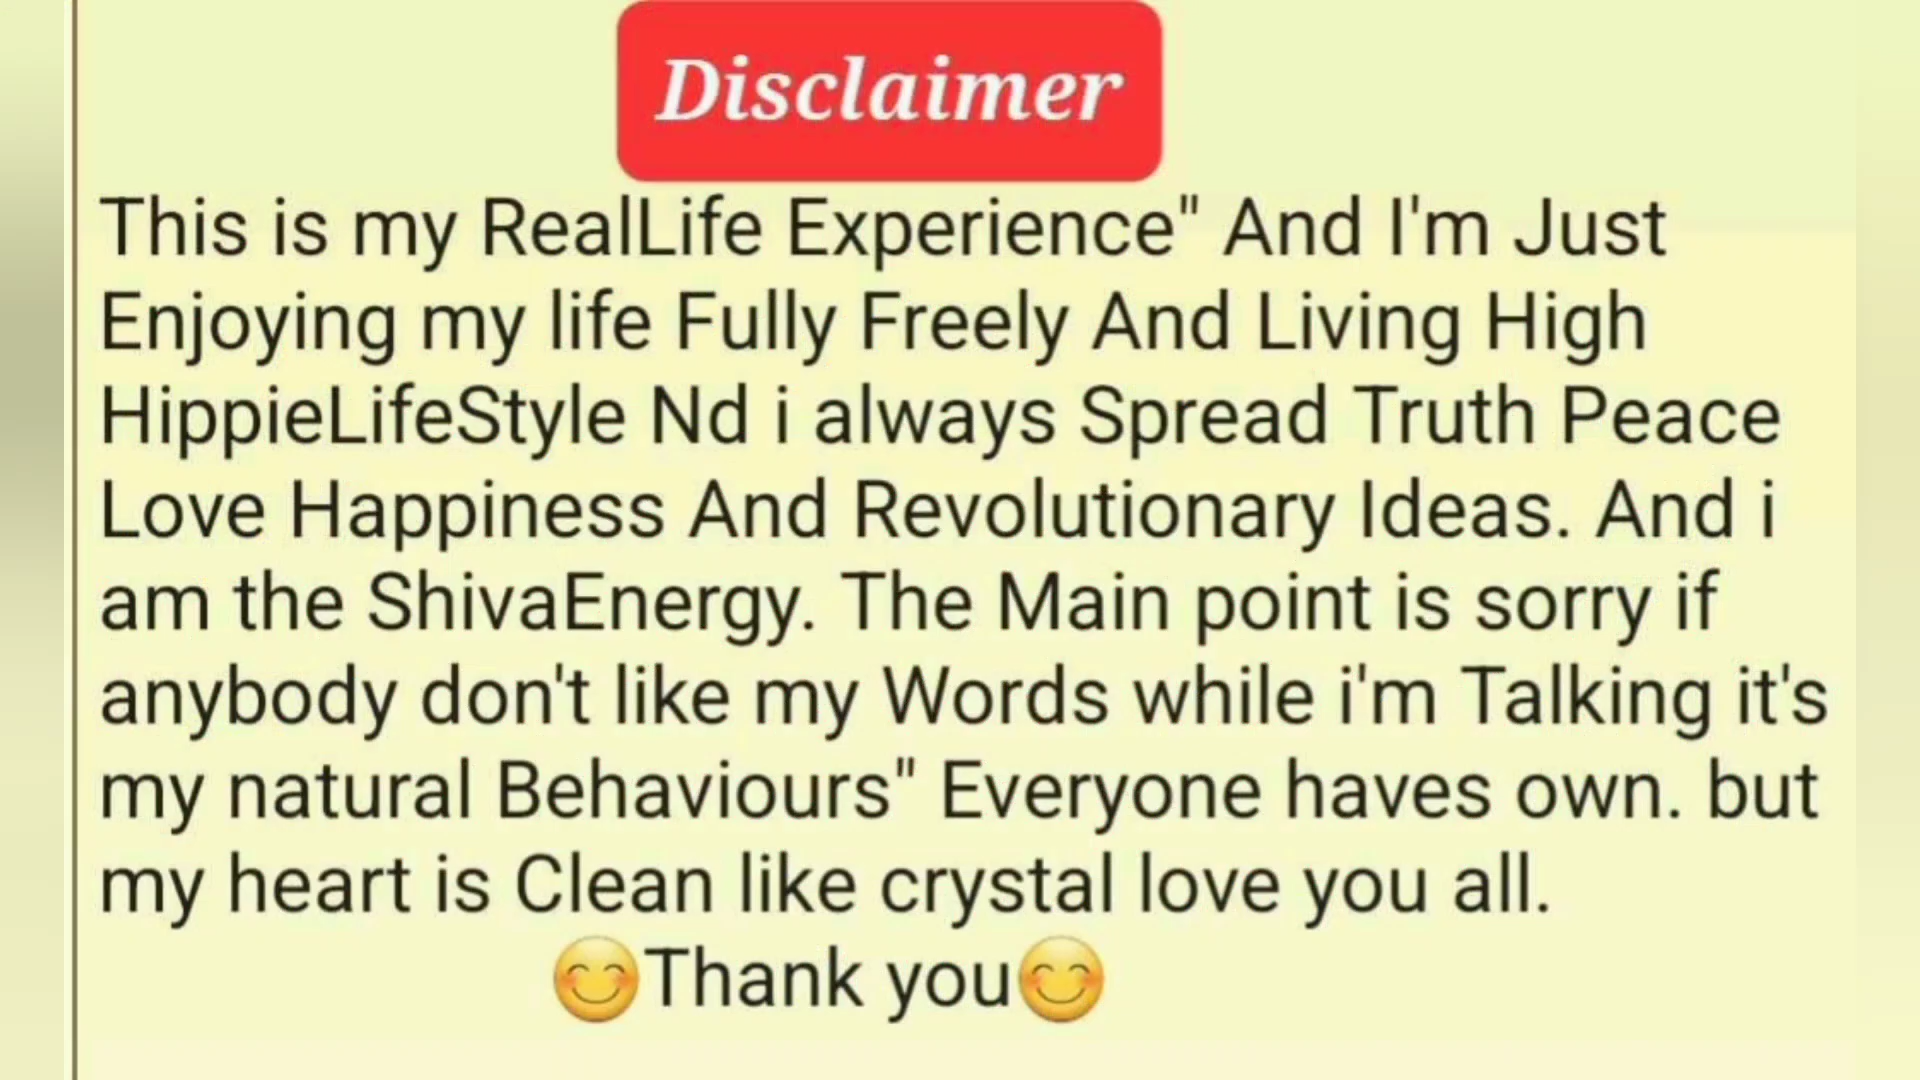 Disclaimer
This is my RealLife Experience" And I'm Just
Enjoying my life Fully Freely And Living High
HippieLifeStyle Nd i always Spread Truth Peace
Love Happiness And Revolutionary Ideas. And i
am the ShivaEnergy. The Main point is sorry if
anybody don't like my Words while i'm Talking it's
my natural Behaviours" Everyone haves own. but
my heart is Clean like crystal love you all.
😊Thank you😊